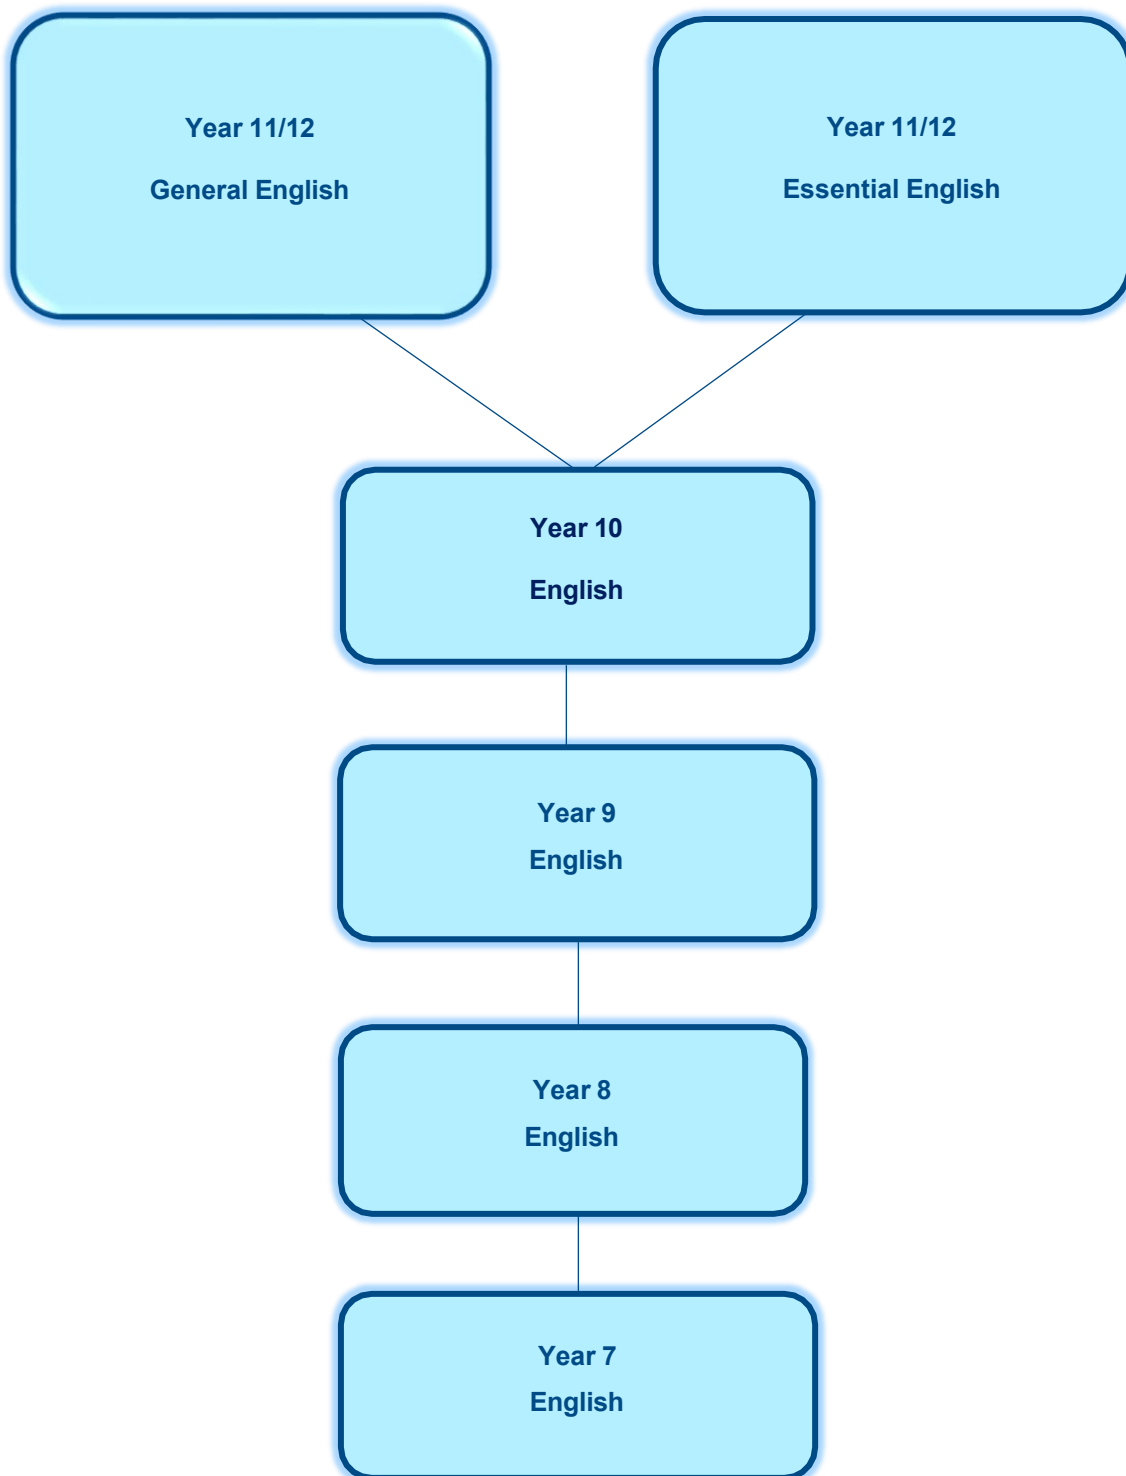 Year 11/12
General English
Year 11/12
Essential English
Year 10
English
Year 9
English
Year 8
English
Year 7
English